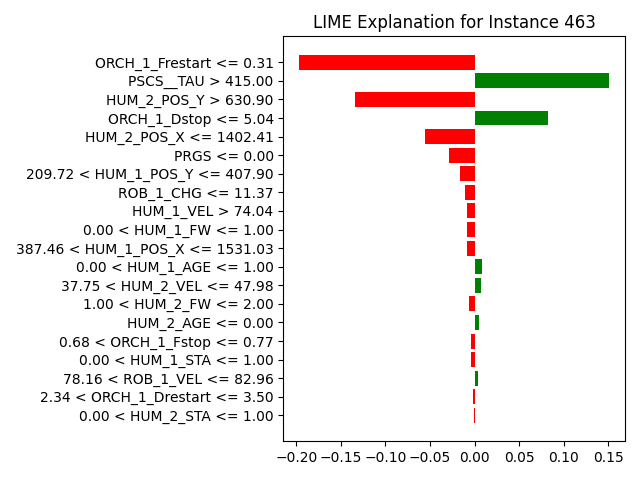 LIME Explanation for Instance 463
ORCH_1_Frestart <= 0.31
PSCS__TAU > 415.00
HUM_2_POS_Y > 630.90
ORCH_1_Dstop <= 5.04
HUM_2_POS_X <= 1402.41
PRGS <= 0.00
209.72 < HUM_1_POS_Y <= 407.90
ROB_1_CHG <= 11.37
HUM_1_VEL > 74.04
0.00 < HUM_1_FW <= 1.00
387.46 < HUM_1_POS_X <= 1531.03
0.00 < HUM_1_AGE <= 1.00
37.75 < HUM_2_VEL <= 47.98
1.00 < HUM_2_FW <= 2.00
HUM_2_AGE <= 0.00
0.68 < ORCH_1_Fstop <= 0.77
0.00 < HUM_1_STA <= 1.00
78.16 < ROB_1_VEL <= 82.96
2.34 < ORCH_1_Drestart <= 3.50
0.00 < HUM_2_STA <= 1.00
−0.20 −0.15 −0.10 −0.05 0.00 0.05 0.10 0.15